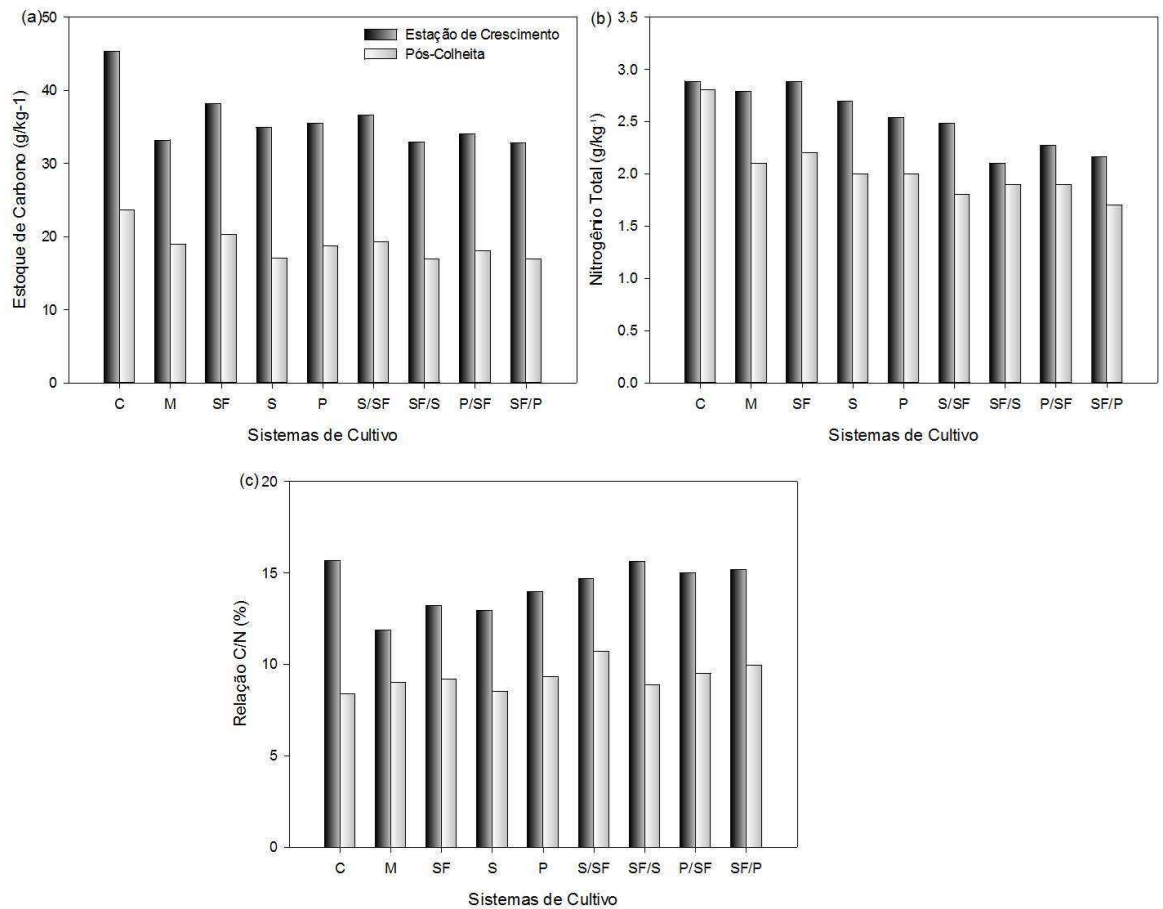 (a)
Estoque de Carbono (g/kg-1)
50
40
30
20
10
0
Estação de Crescimento
Pós-Colheita
C M SF S P S/SF SF/S P/SF SF/P
Sistemas de Cultivo
(b)
Nitrogênio Total (g/kg⁻¹)
3.5
3.0
2.5
2.0
1.5
1.0
0.5
0.0
C M SF S P S/SF SF/S P/SF SF/P
Sistemas de Cultivo
(c)
Relação C/N (%)
20
15
10
5
0
C M SF S P S/SF SF/S P/SF SF/P
Sistemas de Cultivo